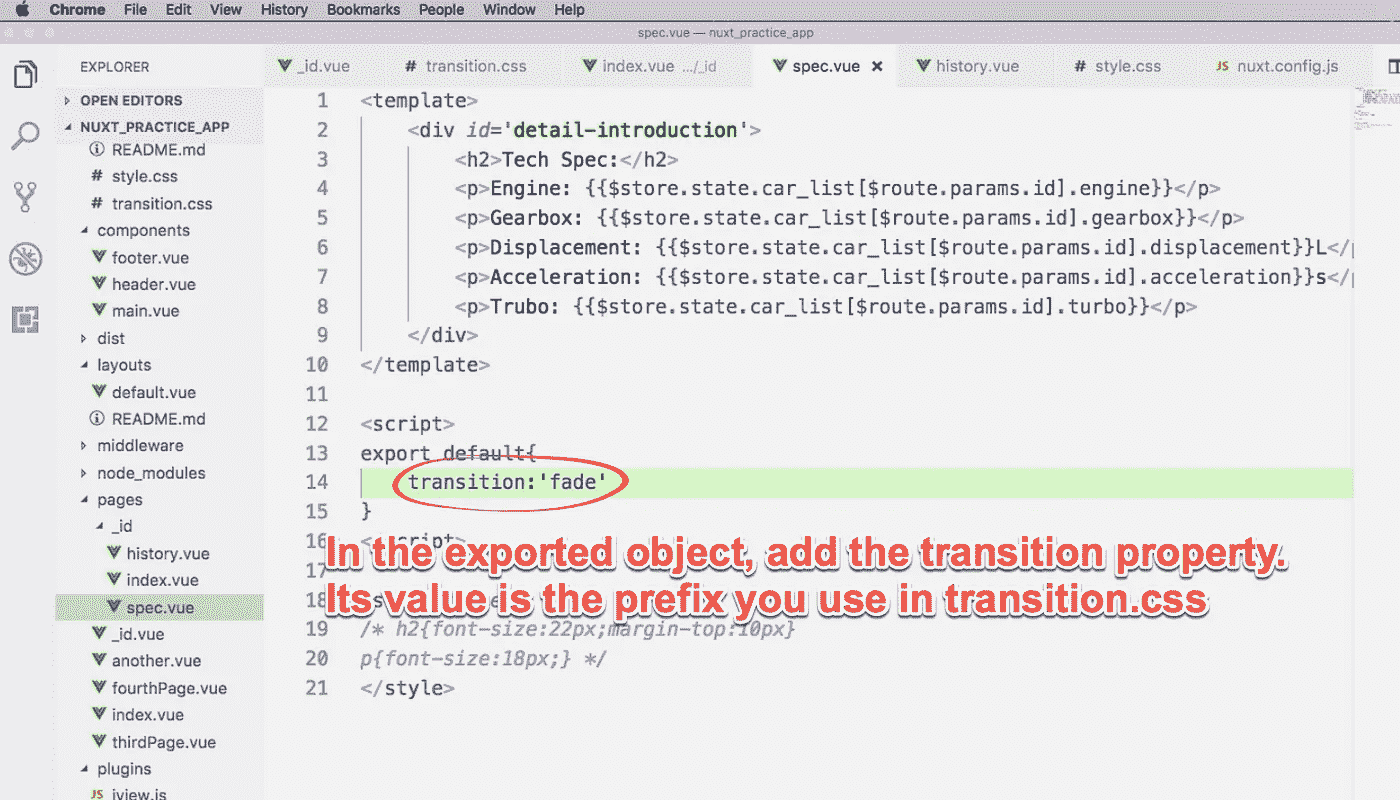 Chrome File Edit View History Bookmarks People Window Help
spec.vue — nuxt_practice_app
EXPLORER
OPEN EDITORS
NUXT_PRACTICE_APP
README.md
style.css
transition.css
components
footer.vue
header.vue
main.vue
dist
layouts
default.vue
README.md
middleware
node_modules
pages
_id
history.vue
index.vue
spec.vue
_id.vue
another.vue
fourthPage.vue
index.vue
thirdPage.vue
plugins
JS iview.js
_id.vue # transition.css index.vue .../_id spec.vue × history.vue # style.css JS nuxt.config.js
1 <template>
2 <div id='detail-introduction'>
3 <h2>Tech Spec:</h2>
4 <p>Engine: {{$store.state.car_list[$route.params.id].engine}}</p>
5 <p>Gearbox: {{$store.state.car_list[$route.params.id].gearbox}}</p>
6 <p>Displacement: {{$store.state.car_list[$route.params.id].displacement}}L</p
7 <p>Acceleration: {{$store.state.car_list[$route.params.id].acceleration}}s</p
8 <p>Trubo: {{$store.state.car_list[$route.params.id].turbo}}</p>
9 </div>
10 </template>
11
12 <script>
13 export default{
14 transition:'fade'
15 }
16
17
18
19 /* h2{font-size:22px;margin-top:10px}
20 p{font-size:18px;} */
21 </style>
In the exported object, add the transition property.
Its value is the prefix you use in transition.css